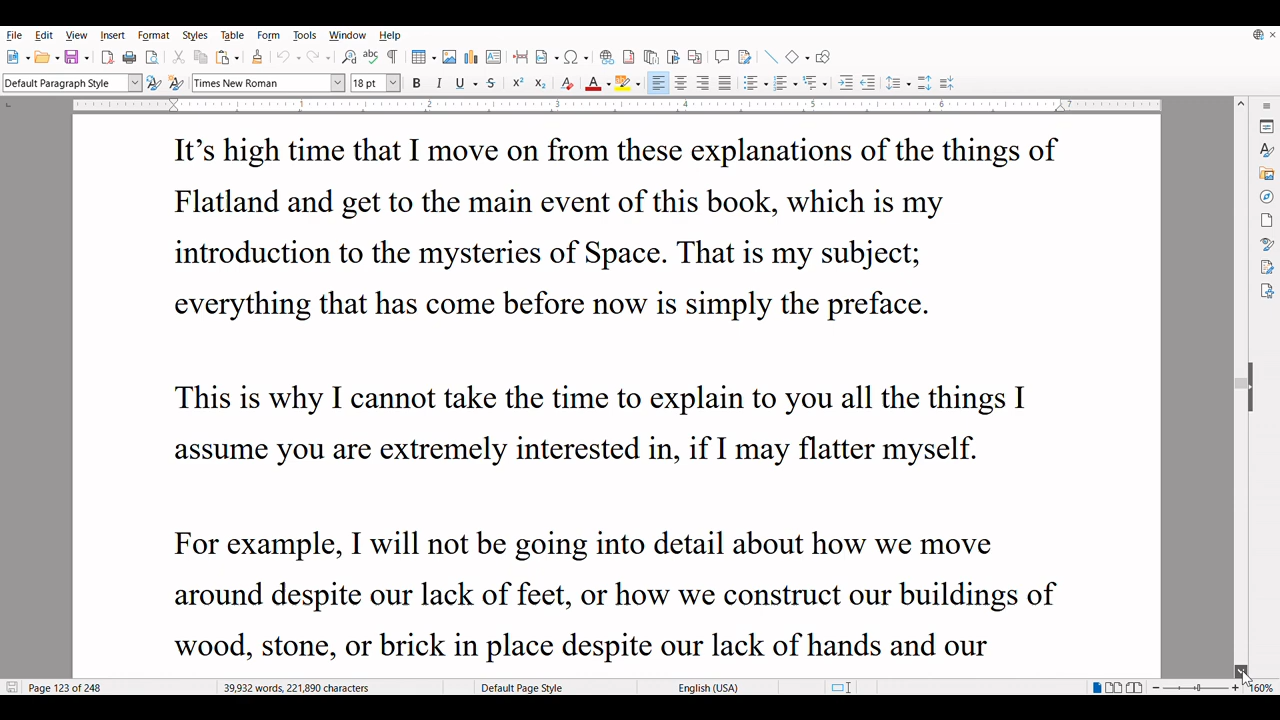 File Edit View Insert Format Styles Table Form Tools Window Help
Default Paragraph Style Times New Roman 18 pt
1 2 3 4 5 6 7
It’s high time that I move on from these explanations of the things of
Flatland and get to the main event of this book, which is my
introduction to the mysteries of Space. That is my subject;
everything that has come before now is simply the preface.
This is why I cannot take the time to explain to you all the things I
assume you are extremely interested in, if I may flatter myself.
For example, I will not be going into detail about how we move
around despite our lack of feet, or how we construct our buildings of
wood, stone, or brick in place despite our lack of hands and our
Page 123 of 248 39,932 words, 221,890 characters Default Page Style English (USA) 160%